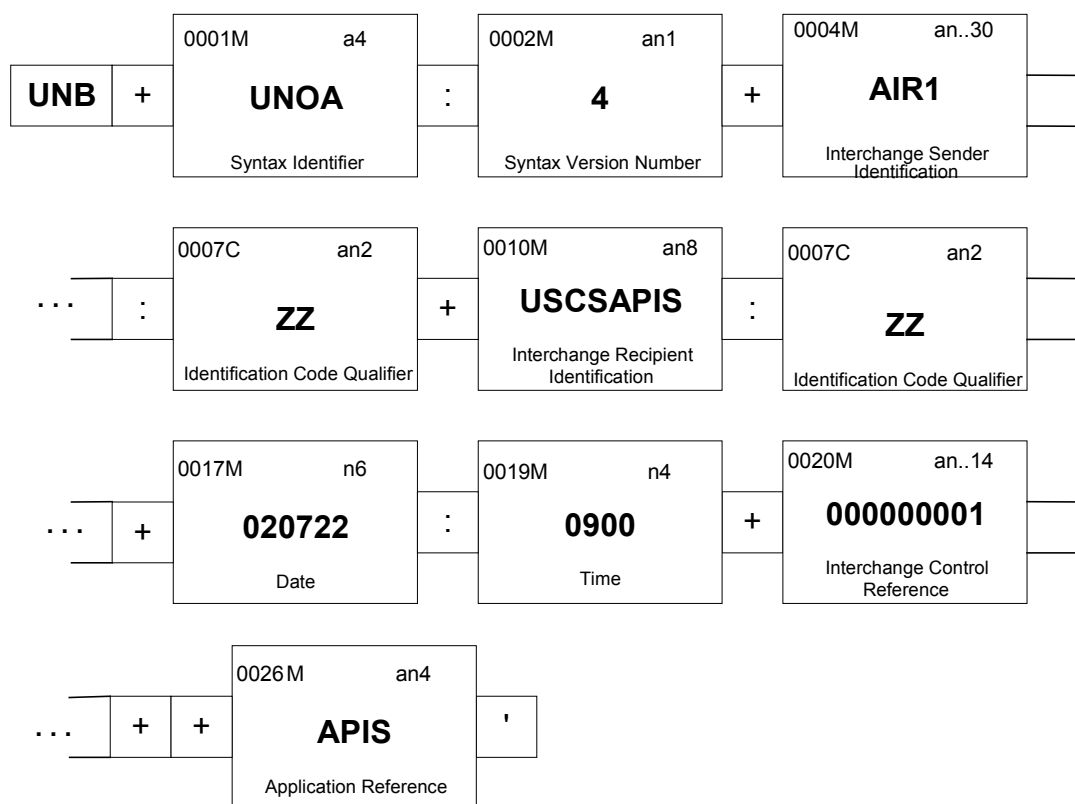 0001M a4 0002M an1 0004M an..30
UNB + UNOA : 4 + AIR1
Syntax Identifier Syntax Version Number Interchange Sender
Identification
0007C an2 0010M an8 0007C an2
... : ZZ + USCSAPIS : ZZ
Identification Code Qualifier Interchange Recipient Identification Code Qualifier
Identification
0017M n6 0019M n4 0020M an..14
... + 020722 : 0900 + 000000001
Date Time Interchange Control
Reference
0026M an4
... + + APIS '
Application Reference